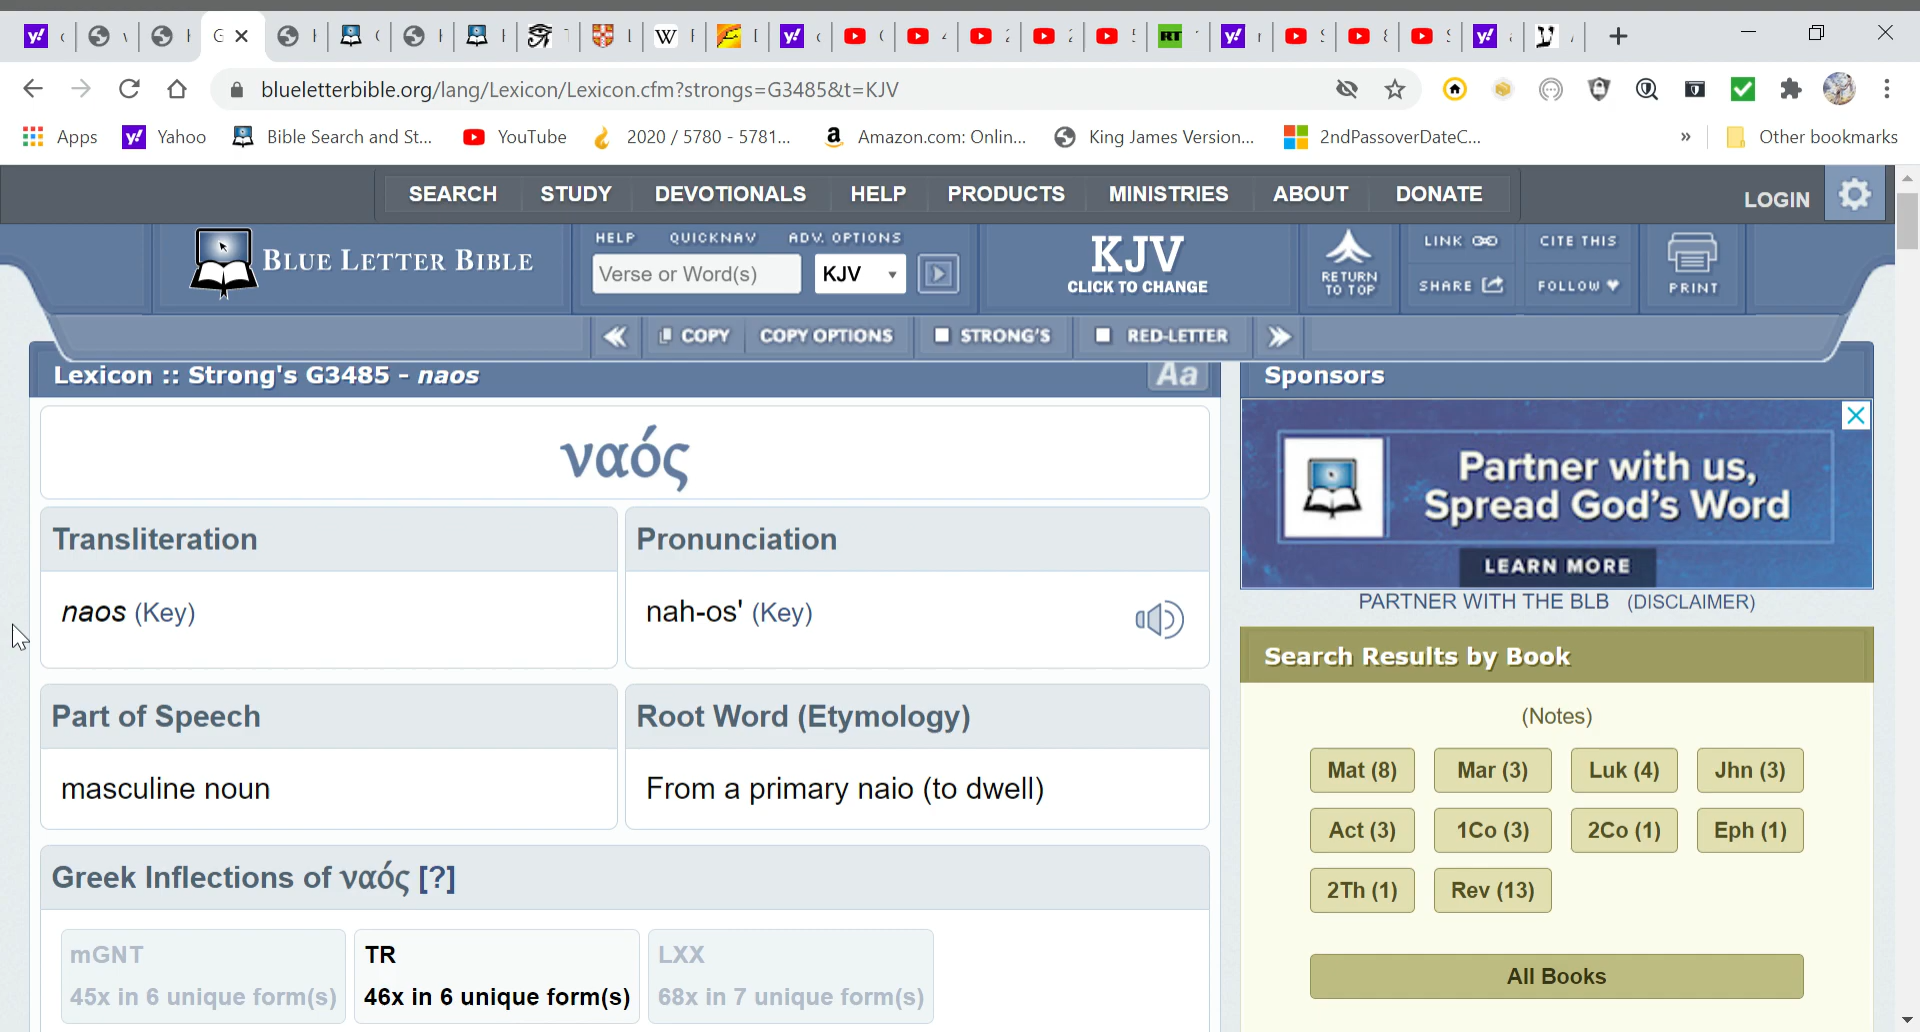 blueletterbible.org/lang/Lexicon/Lexicon.cfm?strongs=G3485&t=KJV
Apps Yahoo Bible Search and St... YouTube 2020 / 5780 - 5781... Amazon.com: Onlin... King James Version... 2ndPassoverDateC... » Other bookmarks
SEARCH STUDY DEVOTIONALS HELP PRODUCTS MINISTRIES ABOUT DONATE LOGIN
HELP QUICKNAV ADV. OPTIONS
BLUE LETTER BIBLE
Verse or Word(s) KJV
KJV
CLICK TO CHANGE
RETURN
TO TOP
LINK CITE THIS
SHARE FOLLOW
PRINT
COPY COPY OPTIONS STRONG'S RED-LETTER
Lexicon :: Strong's G3485 - naos
Aa
ναός
Transliteration
naos (Key)
Pronunciation
nah-os' (Key)
Part of Speech
masculine noun
Root Word (Etymology)
From a primary naio (to dwell)
Greek Inflections of ναός [?]
mGNT
45x in 6 unique form(s)
TR
46x in 6 unique form(s)
LXX
68x in 7 unique form(s)
Sponsors
Partner with us,
Spread God's Word
LEARN MORE
PARTNER WITH THE BLB (DISCLAIMER)
Search Results by Book
(Notes)
Mat (8) Mar (3) Luk (4) Jhn (3)
Act (3) 1Co (3) 2Co (1) Eph (1)
2Th (1) Rev (13)
All Books